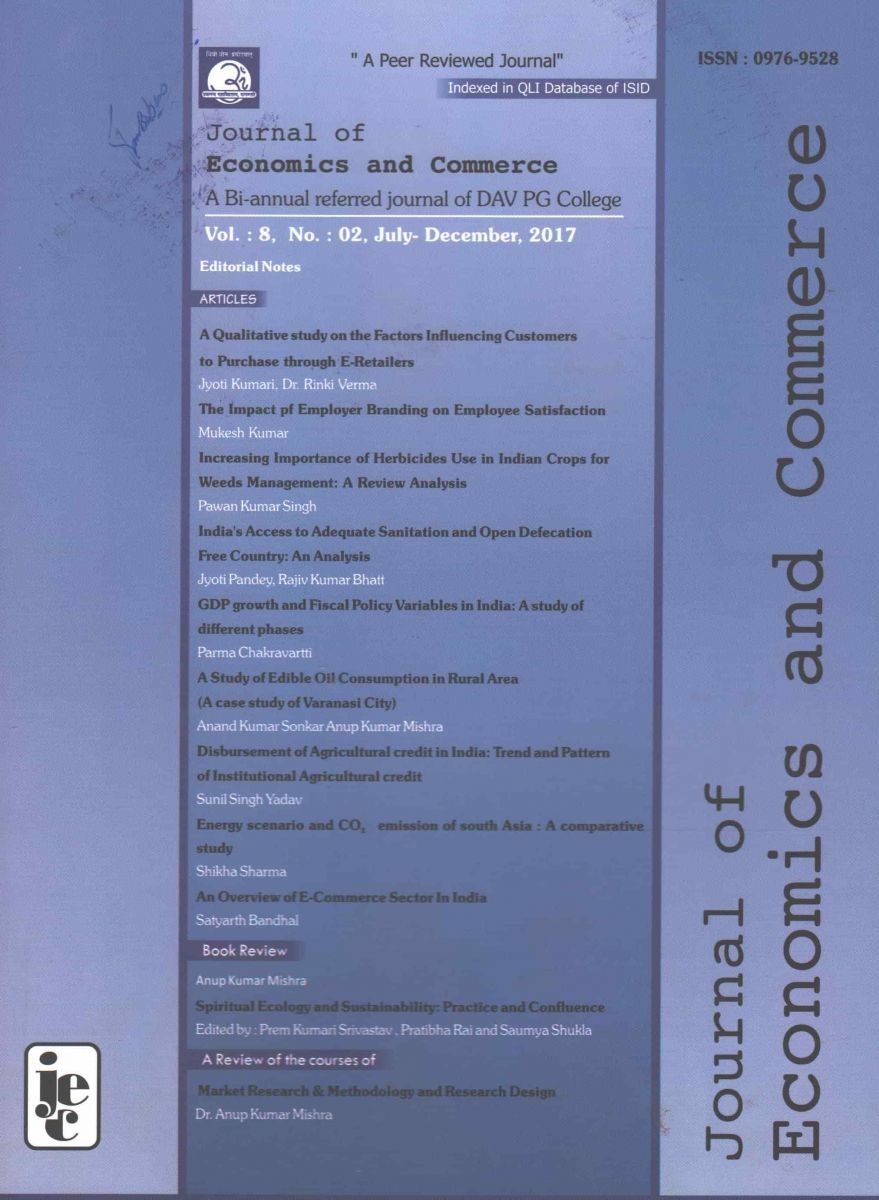 " A Peer Reviewed Journal"
ISSN : 0976-9528
Indexed in QLI Database of ISID
Journal of
Economics and Commerce
A Bi-annual referred journal of DAV PG College
Vol. : 8, No. : 02, July- December, 2017
Editorial Notes
ARTICLES
A Qualitative study on the Factors Influencing Customers
to Purchase through E-Retailers
Jyoti Kumari, Dr. Rinki Verma
The Impact pf Employer Branding on Employee Satisfaction
Mukesh Kumar
Increasing Importance of Herbicides Use in Indian Crops for
Weeds Management: A Review Analysis
Pawan Kumar Singh
India's Access to Adequate Sanitation and Open Defecation
Free Country: An Analysis
Jyoti Pandey, Rajiv Kumar Bhatt
GDP growth and Fiscal Policy Variables in India: A study of
different phases
Parma Chakravartti
A Study of Edible Oil Consumption in Rural Area
(A case study of Varanasi City)
Anand Kumar Sonkar Anup Kumar Mishra
Disbursement of Agricultural credit in India: Trend and Pattern
of Institutional Agricultural credit
Sunil Singh Yadav
Energy scenario and CO₂ emission of south Asia : A comparative
study
Shikha Sharma
An Overview of E-Commerce Sector In India
Satyarth Bandhal
Book Review
Anup Kumar Mishra
Spiritual Ecology and Sustainability: Practice and Confluence
Edited by : Prem Kumari Srivastav , Pratibha Rai and Saumya Shukla
A Review of the courses of
Market Research & Methodology and Research Design
Dr. Anup Kumar Mishra
jec
Journal of
Economics and Commerce